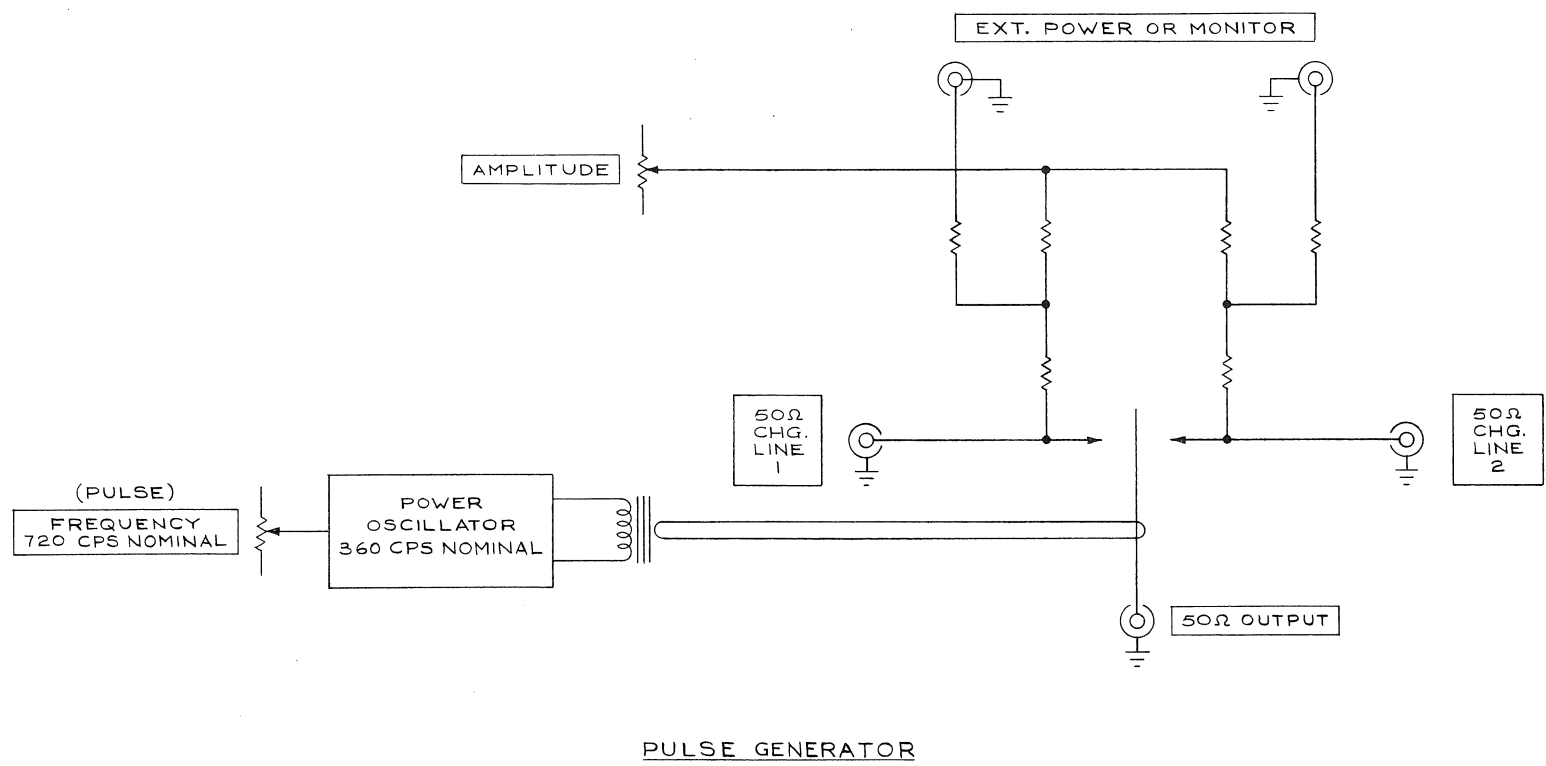 EXT. POWER OR MONITOR
AMPLITUDE
50Ω
CHG.
LINE
1
50Ω
CHG.
LINE
2
(PULSE)
FREQUENCY
720 CPS NOMINAL
POWER
OSCILLATOR
360 CPS NOMINAL
50Ω OUTPUT
PULSE GENERATOR